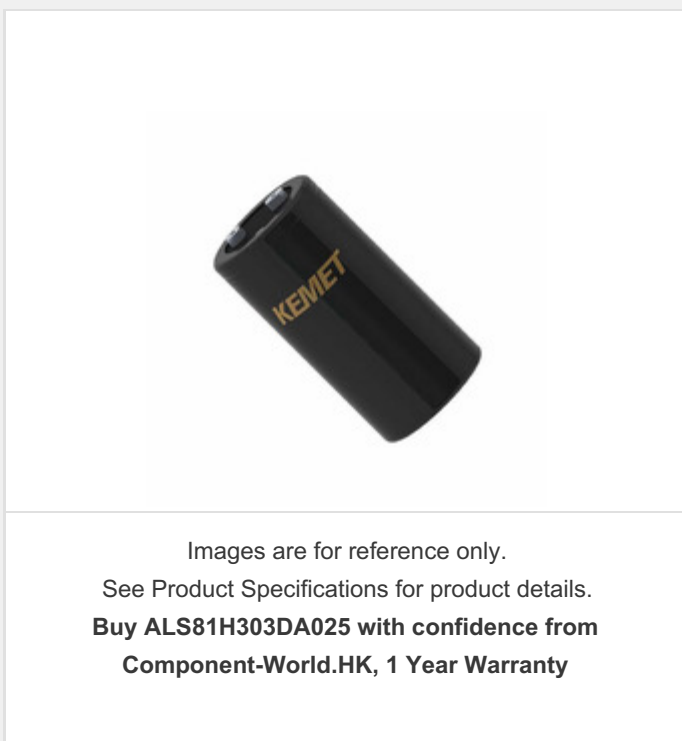 KEMET
Images are for reference only.
See Product Specifications for product details.
Buy ALS81H303DA025 with confidence from
Component-World.HK, 1 Year Warranty